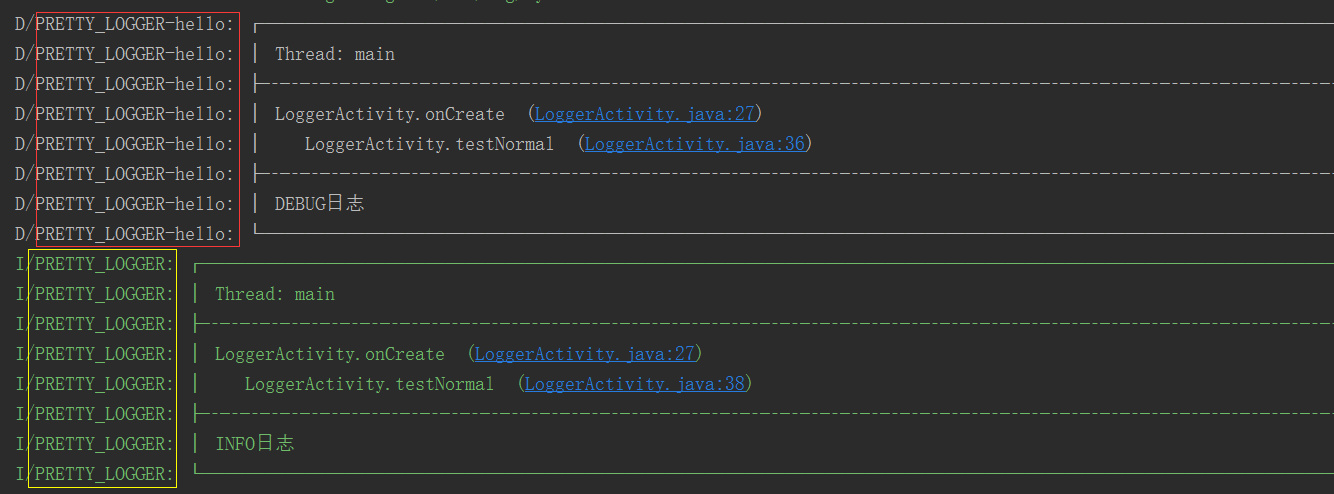 D/PRETTY_LOGGER-hello: ┌────────────────────────────────────────
D/PRETTY_LOGGER-hello: │ Thread: main
D/PRETTY_LOGGER-hello: ├----------------------------------------
D/PRETTY_LOGGER-hello: │ LoggerActivity.onCreate  (LoggerActivity.java:27)
D/PRETTY_LOGGER-hello: │    LoggerActivity.testNormal  (LoggerActivity.java:36)
D/PRETTY_LOGGER-hello: ├----------------------------------------
D/PRETTY_LOGGER-hello: │ DEBUG日志
D/PRETTY_LOGGER-hello: └────────────────────────────────────────
I/PRETTY_LOGGER: ┌────────────────────────────────────────
I/PRETTY_LOGGER: │ Thread: main
I/PRETTY_LOGGER: ├----------------------------------------
I/PRETTY_LOGGER: │ LoggerActivity.onCreate  (LoggerActivity.java:27)
I/PRETTY_LOGGER: │    LoggerActivity.testNormal  (LoggerActivity.java:38)
I/PRETTY_LOGGER: ├----------------------------------------
I/PRETTY_LOGGER: │ INFO日志
I/PRETTY_LOGGER: └────────────────────────────────────────